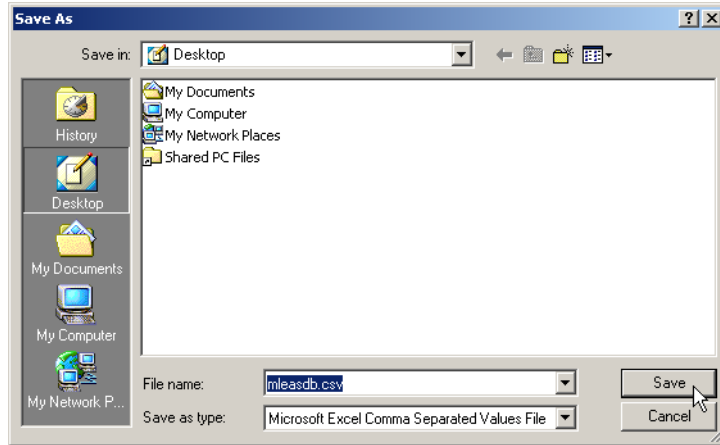 Save As
Save in: Desktop
My Documents
My Computer
My Network Places
Shared PC Files
History
Desktop
My Documents
My Computer
My Network P...
File name: mleasdb.csv Save
Save as type: Microsoft Excel Comma Separated Values File Cancel